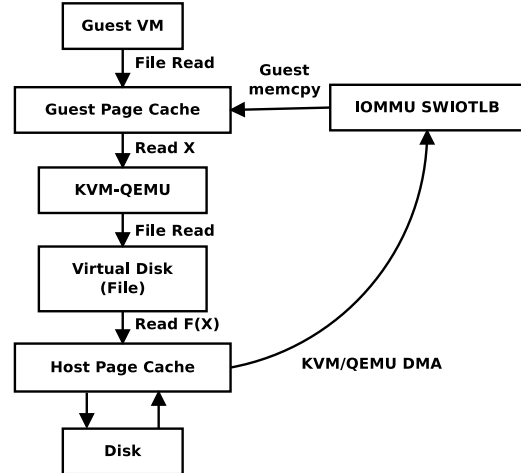 Guest VM
File Read
Guest
memcpy
Guest Page Cache
IOMMU SWIOTLB
Read X
KVM-QEMU
File Read
Virtual Disk
(File)
Read F(X)
Host Page Cache
KVM/QEMU DMA
Disk